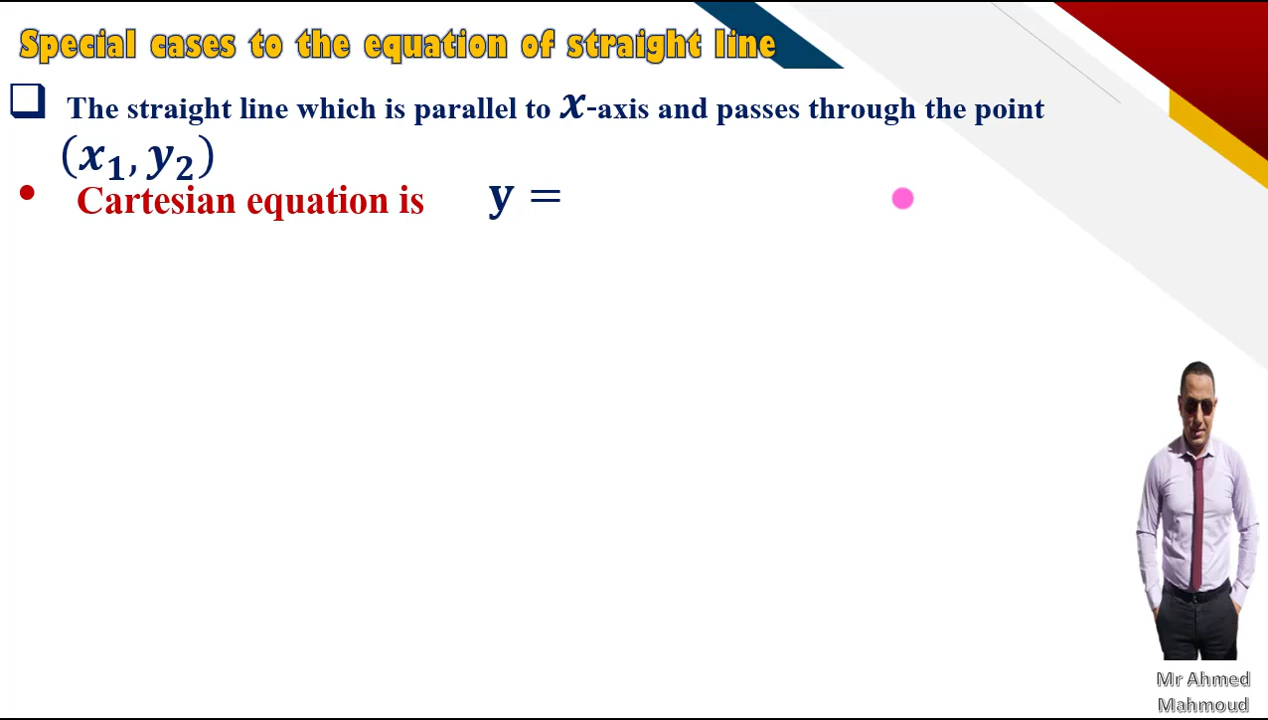 Special cases to the equation of straight line
❑ The straight line which is parallel to x-axis and passes through the point
(x₁, y₂)
• Cartesian equation is y =
Mr Ahmed
Mahmoud